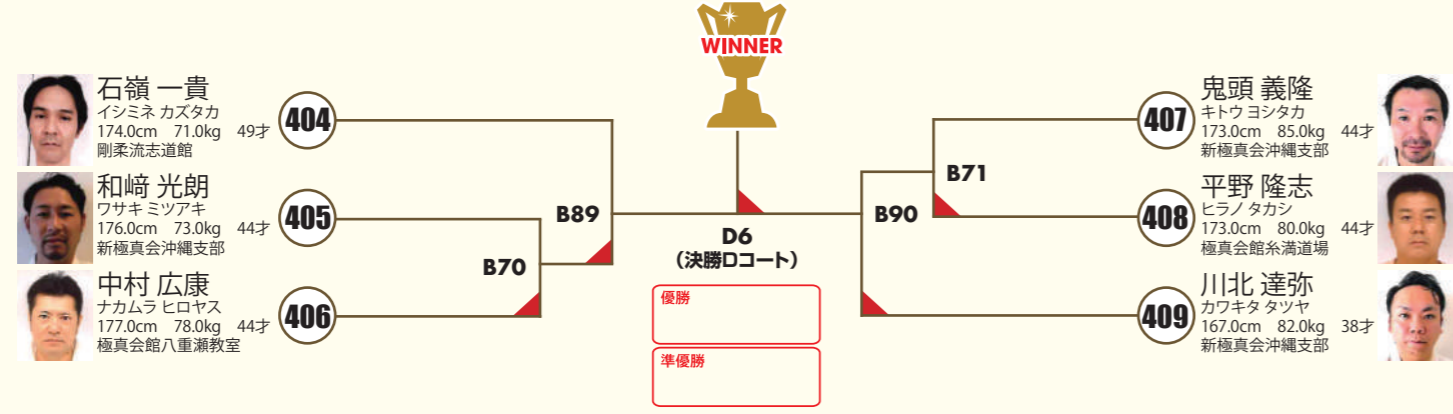 WINNER
石嶺 一貴
イシミネ カズタカ
174.0cm 71.0kg 49才
剛柔流志道館
404
和﨑 光朗
ワサキ ミツアキ
176.0cm 73.0kg 44才
新極真会沖縄支部
405
中村 広康
ナカムラ ヒロヤス
177.0cm 78.0kg 44才
極真会館八重瀬教室
406
B70
B89
D6
（決勝Dコート）
優勝
準優勝
B90
B71
407
鬼頭 義隆
キトウ ヨシタカ
173.0cm 85.0kg 44才
新極真会沖縄支部
408
平野 隆志
ヒラノ タカシ
173.0cm 80.0kg 44才
極真会館糸満道場
409
川北 達弥
カワキタ タツヤ
167.0cm 82.0kg 38才
新極真会沖縄支部